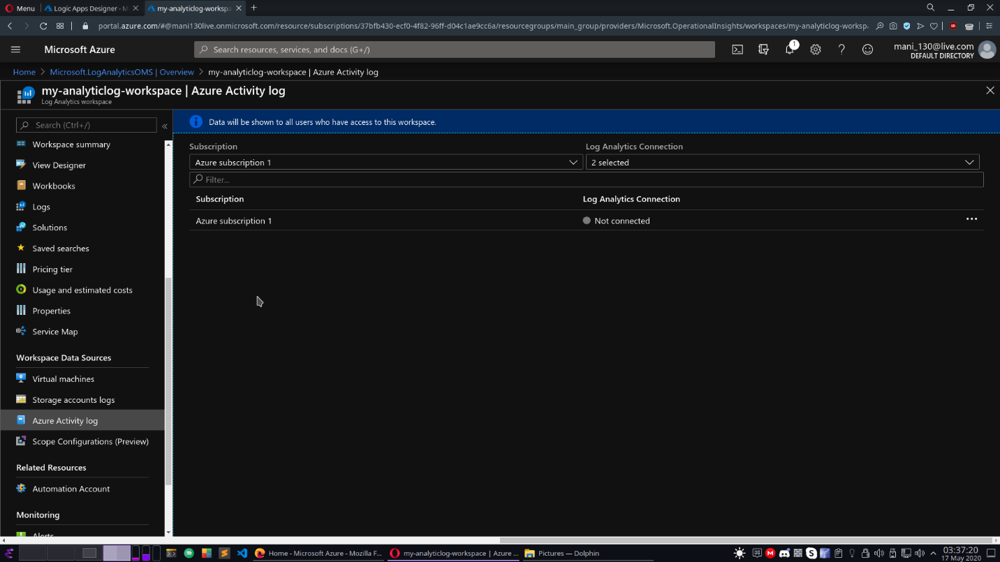 Menu
Logic Apps Designer - M
my-analyticlog-workspa
portal.azure.com/#@mani130live.onmicrosoft.com/resource/subscriptions/37bfb430-ecf0-4f82-96ff-d04c1ae9cc6a/resourcegroups/main_group/providers/Microsoft.OperationalInsights/workspaces/my-analyticlog-worksp
Microsoft Azure
Search resources, services, and docs (G+/)
1
mani_130@live.com
DEFAULT DIRECTORY
Home > Microsoft.LogAnalyticsOMS | Overview > my-analyticlog-workspace | Azure Activity log
my-analyticlog-workspace | Azure Activity log
Log Analytics workspace
Search (Ctrl+/)
«
Workspace summary
View Designer
Workbooks
Logs
Solutions
Saved searches
Pricing tier
Usage and estimated costs
Properties
Service Map
Workspace Data Sources
Virtual machines
Storage accounts logs
Azure Activity log
Scope Configurations (Preview)
Related Resources
Automation Account
Monitoring
Alerts
Data will be shown to all users who have access to this workspace.
Subscription
Log Analytics Connection
Azure subscription 1
2 selected
Filter...
Subscription
Log Analytics Connection
Azure subscription 1
Not connected
Home - Microsoft Azure - Mozilla F...
my-analyticlog-workspace | Azure ...
Pictures — Dolphin
03:37:20
17 May 2020